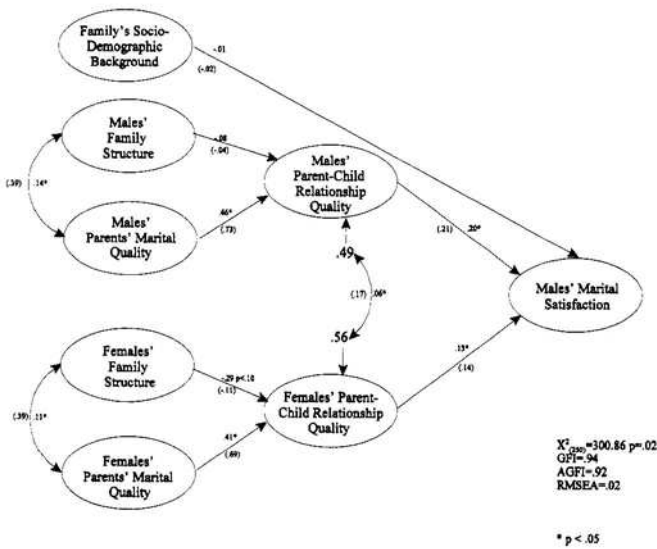 Family's Socio-
Demographic
Background
-.01
(-.02)
Males'
Family
Structure
-.08
(-.04)
Males'
Parent-Child
Relationship
Quality
(.39) .14*
Males'
Parents' Marital
Quality
.46*
(.73)
(.21) .20*
.49
(.17) .06*
.56
Males' Marital
Satisfaction
Females'
Family
Structure
-.29 p<.10
(-.11)
.13*
(.14)
Females' Parent-
Child Relationship
Quality
(.39) .11*
Females'
Parents' Marital
Quality
.41*
(.69)
X²(250)=300.86 p=.02
GFI=.94
AGFI=.92
RMSEA=.02
* p < .05